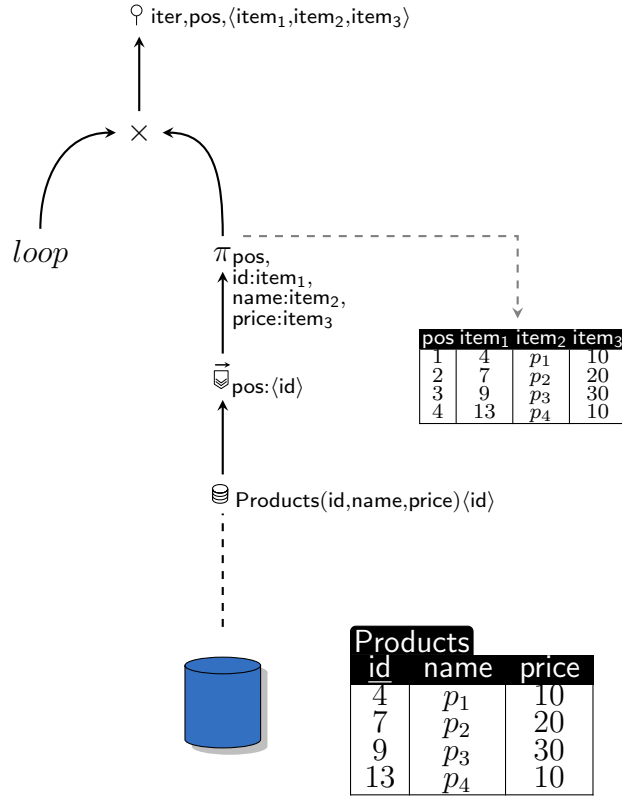 iter,pos,⟨item₁,item₂,item₃⟩
×
loop
π pos,
id:item₁,
name:item₂,
price:item₃
pos item₁ item₂ item₃
1 4 p₁ 10
2 7 p₂ 20
3 9 p₃ 30
4 13 p₄ 10
pos:⟨id⟩
Products(id,name,price)⟨id⟩
Products
id name price
4 p₁ 10
7 p₂ 20
9 p₃ 30
13 p₄ 10